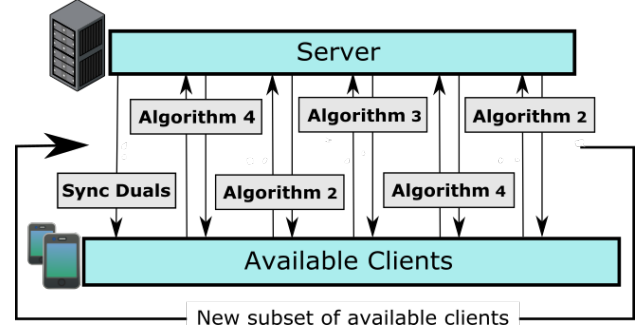 Server
Algorithm 4
Algorithm 3
Algorithm 2
Sync Duals
Algorithm 2
Algorithm 4
Available Clients
New subset of available clients